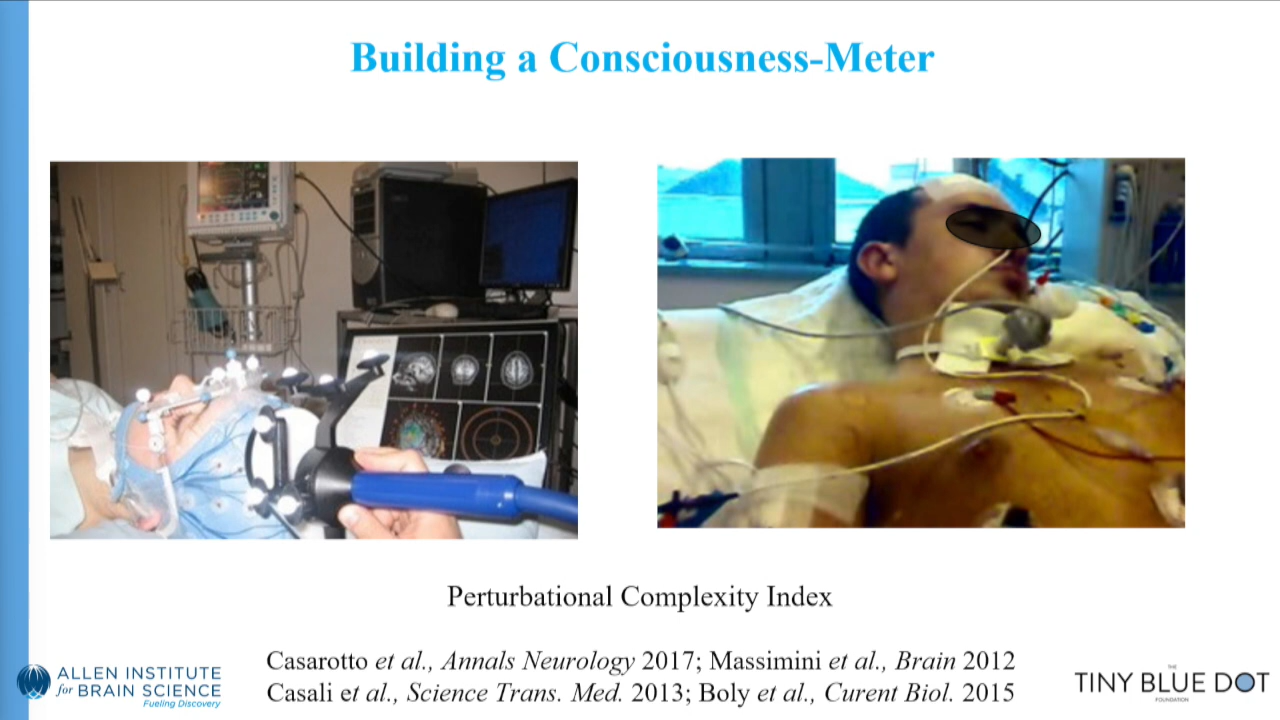 Building a Consciousness-Meter
Perturbational Complexity Index
Casarotto et al., Annals Neurology 2017; Massimini et al., Brain 2012
Casali et al., Science Trans. Med. 2013; Boly et al., Curent Biol. 2015
ALLEN INSTITUTE
for BRAIN SCIENCE
Fueling Discovery
THE
TINY BLUE DOT
FOUNDATION